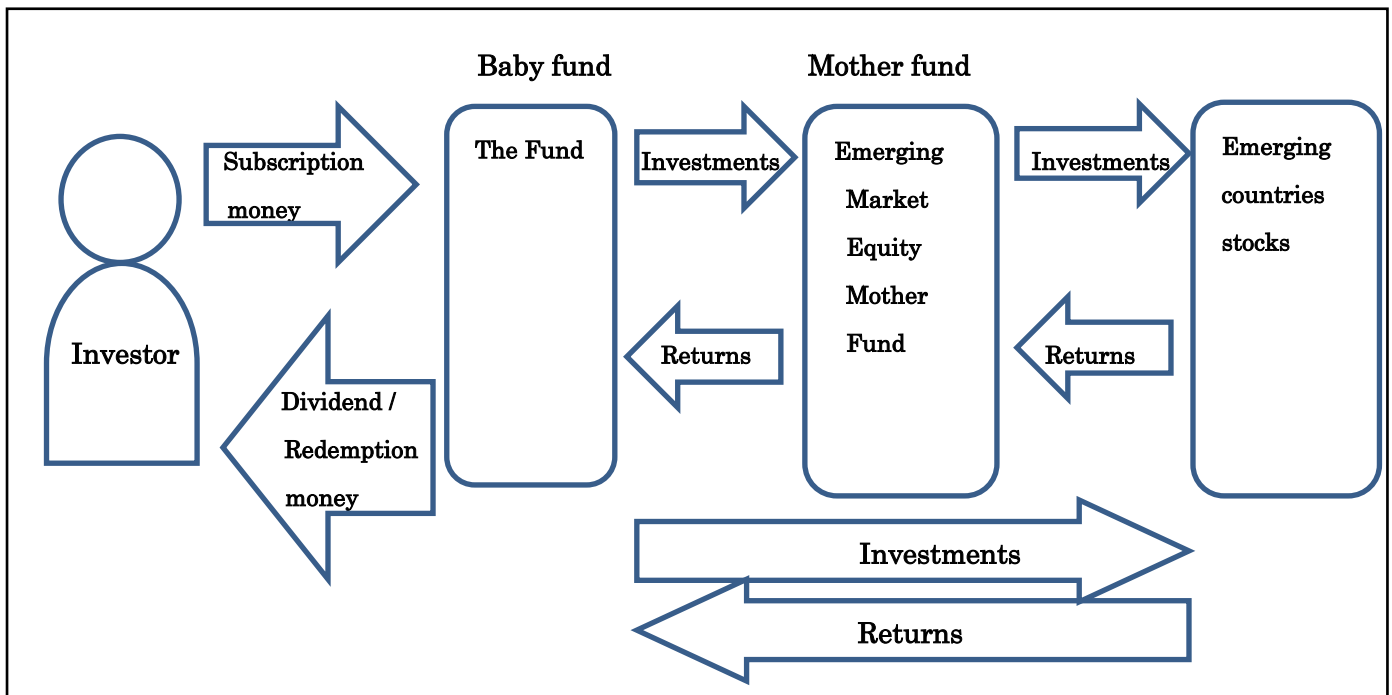 Baby fund
Mother fund
Investor
Subscription
money
Dividend /
Redemption
money
The Fund
Investments
Returns
Emerging
Market
Equity
Mother
Fund
Investments
Returns
Emerging
countries
stocks
Investments
Returns